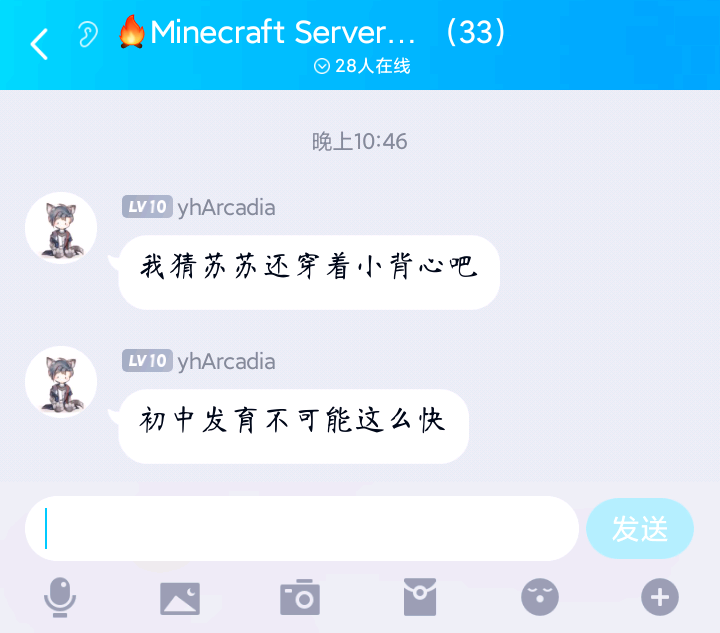 🔥Minecraft Server… （33）
28人在线
晚上10:46
LV10 yhArcadia
我猜苏苏还穿着小背心吧
LV10 yhArcadia
初中发育不可能这么快
发送